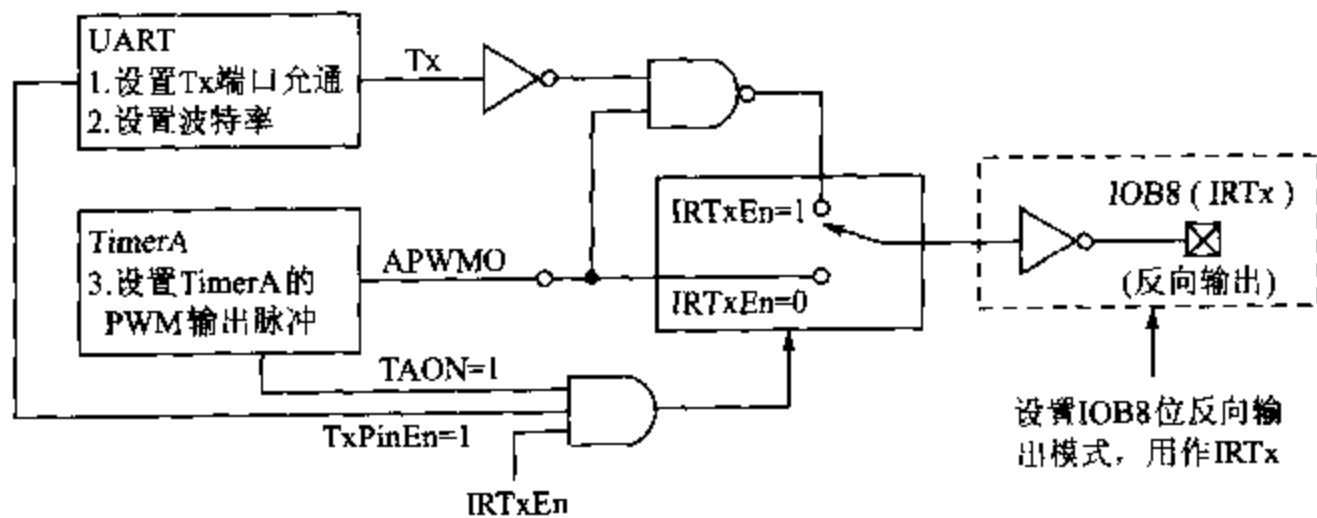 UART
1.设置Tx端口允通
2.设置波特率
Tx
TimerA
3.设置TimerA的
PWM输出脉冲
APWMO
IRTxEn=1
IRTxEn=0
IOB8（IRTx）
(反向输出)
TAON=1
TxPinEn=1
IRTxEn
设置IOB8位反向输
出模式，用作IRTx